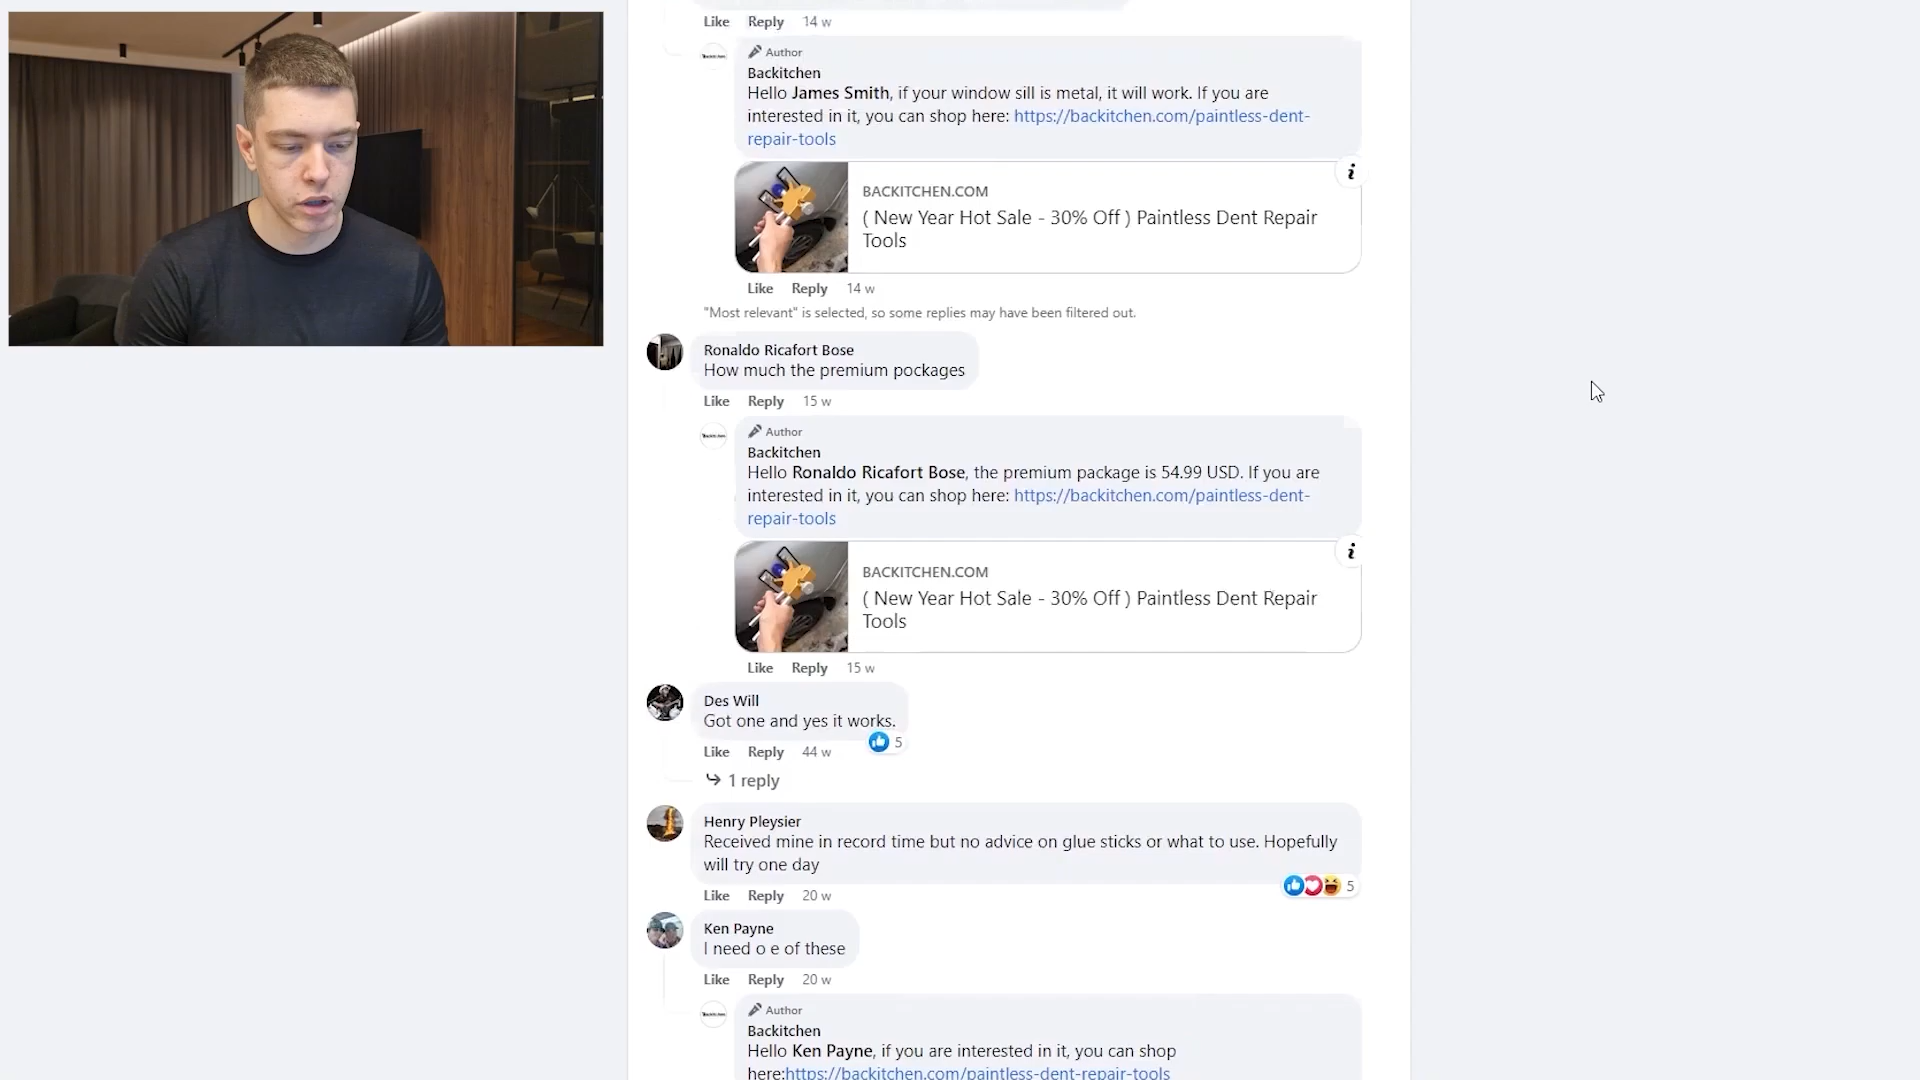 Like Reply 14 w
Author
Backitchen
Hello James Smith, if your window sill is metal, it will work. If you are
interested in it, you can shop here: https://backitchen.com/paintless-dent-
repair-tools
BACKITCHEN.COM
( New Year Hot Sale - 30% Off ) Paintless Dent Repair
Tools
Like Reply 14 w
"Most relevant" is selected, so some replies may have been filtered out.
Ronaldo Ricafort Bose
How much the premium pockages
Like Reply 15 w
Author
Backitchen
Hello Ronaldo Ricafort Bose, the premium package is 54.99 USD. If you are
interested in it, you can shop here: https://backitchen.com/paintless-dent-
repair-tools
BACKITCHEN.COM
( New Year Hot Sale - 30% Off ) Paintless Dent Repair
Tools
Like Reply 15 w
Des Will
Got one and yes it works.
Like Reply 44 w 5
1 reply
Henry Pleysier
Received mine in record time but no advice on glue sticks or what to use. Hopefully
will try one day
Like Reply 20 w 5
Ken Payne
I need o e of these
Like Reply 20 w
Author
Backitchen
Hello Ken Payne, if you are interested in it, you can shop
here:https://backitchen.com/paintless-dent-repair-tools